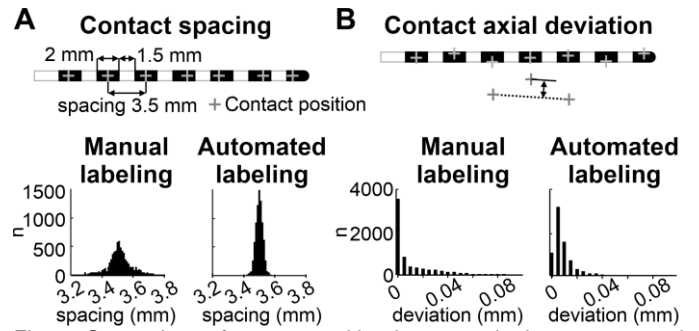 A Contact spacing
2 mm 1.5 mm
spacing 3.5 mm + Contact position
Manual labeling
Automated labeling
n
1500
1000
500
0
3.2 3.4 3.6 3.8
spacing (mm)
3.2 3.4 3.6 3.8
spacing (mm)
B Contact axial deviation
Manual labeling
Automated labeling
n
4000
2000
0
0 0.04 0.08
deviation (mm)
0 0.04 0.08
deviation (mm)